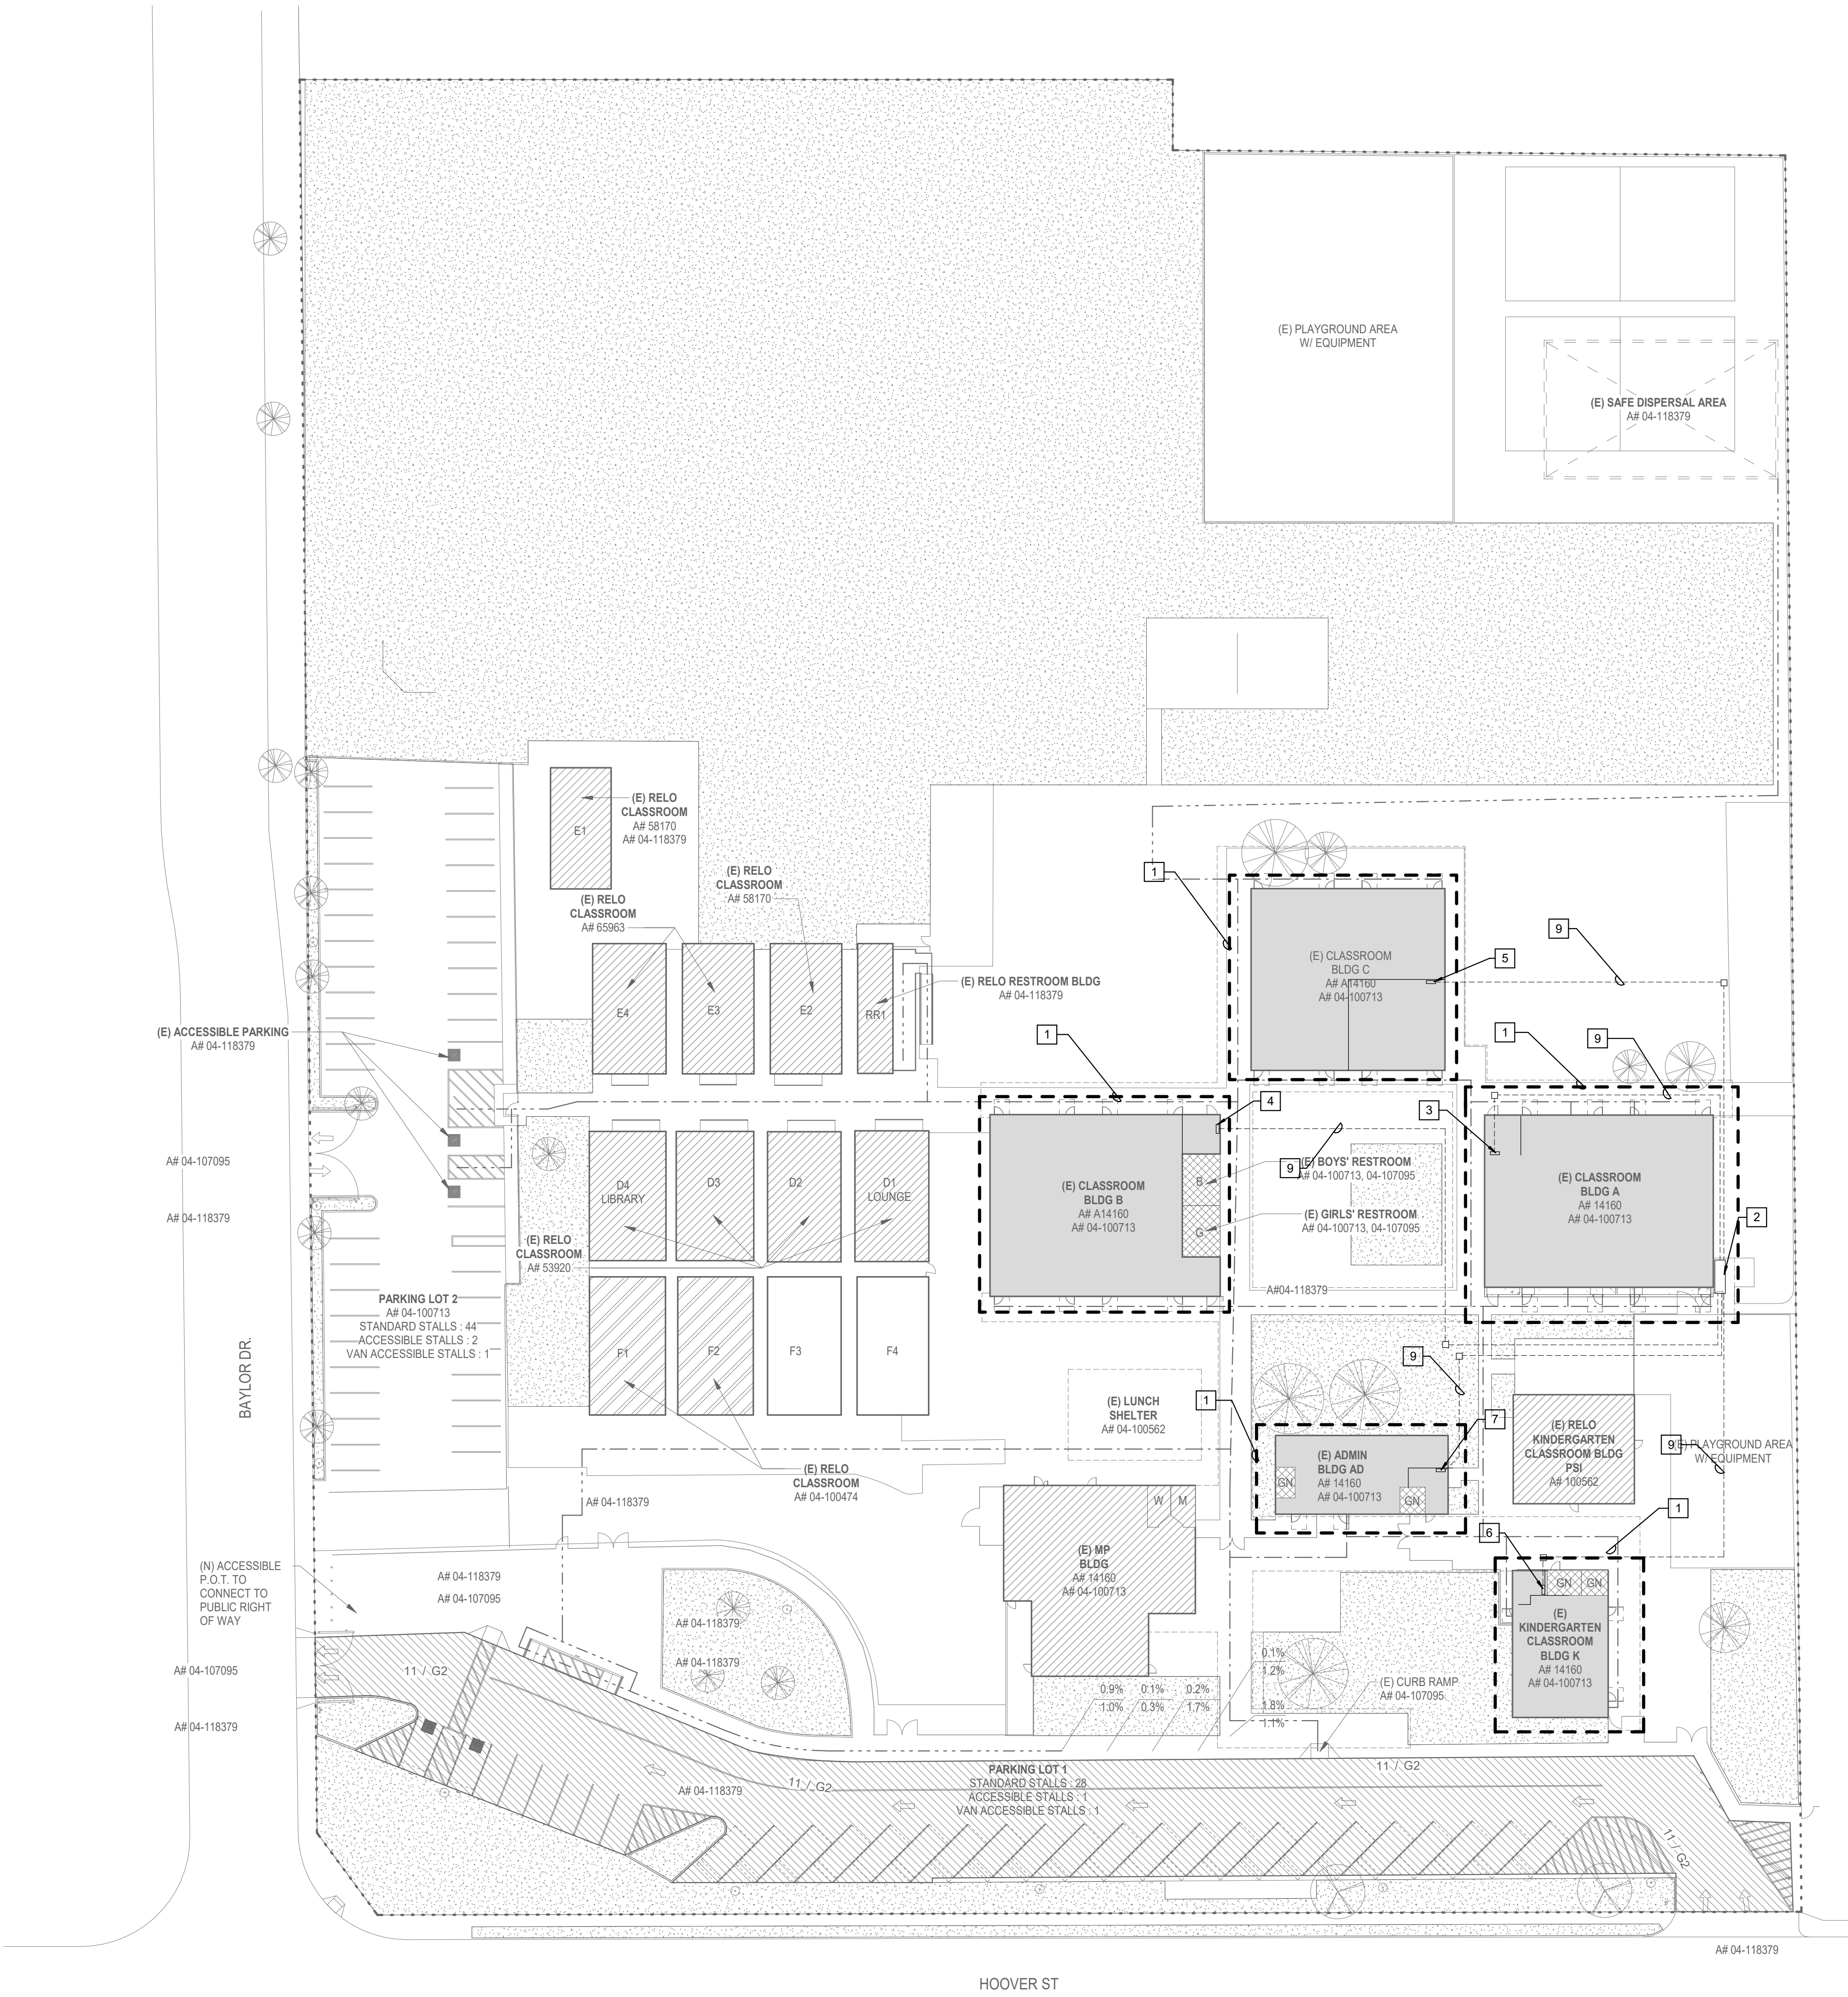 (E) PLAYGROUND AREA
W/ EQUIPMENT
(E) SAFE DISPERSAL AREA
A# 04-118379
E1
(E) RELO
CLASSROOM
A# 58170
A# 04-118379
(E) RELO
CLASSROOM
A# 58170
(E) RELO
CLASSROOM
A# 65963
1
(E) CLASSROOM
BLDG C
A# A14160
A# 04-100713
5
9
E4
E3
E2
RR1
(E) RELO RESTROOM BLDG
A# 04-118379
(E) ACCESSIBLE PARKING
A# 04-118379
1
1
9
4
3
A# 04-107095
A# 04-118379
D4
LIBRARY
D3
D2
D1
LOUNGE
(E) RELO
CLASSROOM
A# 53920
(E) CLASSROOM
BLDG B
A# A14160
A# 04-100713
B
G
9
(E) BOYS' RESTROOM
A# 04-100713, 04-107095
(E) GIRLS' RESTROOM
A# 04-100713, 04-107095
(E) CLASSROOM
BLDG A
A# 14160
A# 04-100713
2
A#04-118379
PARKING LOT 2
A# 04-100713
STANDARD STALLS : 44
ACCESSIBLE STALLS : 2
VAN ACCESSIBLE STALLS : 1
BAYLOR DR.
F1
F2
F3
F4
9
1
(E) LUNCH
SHELTER
A# 04-100562
7
(E) RELO
KINDERGARTEN
CLASSROOM BLDG
PSI
A# 100562
9
(E) PLAYGROUND AREA
W/ EQUIPMENT
(E) RELO
CLASSROOM
A# 04-100474
(E) ADMIN
BLDG AD
A# 14160
A# 04-100713
GN
GN
A# 04-118379
W
M
1
6
(E) MP
BLDG
A# 14160
A# 04-100713
(N) ACCESSIBLE
P.O.T. TO
CONNECT TO
PUBLIC RIGHT
OF WAY
A# 04-118379
A# 04-107095
GN
GN
(E)
KINDERGARTEN
CLASSROOM
BLDG K
A# 14160
A# 04-100713
A# 04-118379
A# 04-118379
A# 04-107095
11 / G2
0.1%
1.2%
0.9%
0.1%
0.2%
1.0%
0.3%
1.7%
1.8%
1.1%
(E) CURB RAMP
A# 04-107095
A# 04-118379
PARKING LOT 1
STANDARD STALLS : 28
ACCESSIBLE STALLS : 1
VAN ACCESSIBLE STALLS : 1
11 / G2
11 / G2
A# 04-118379
11 / G2
A# 04-118379
HOOVER ST